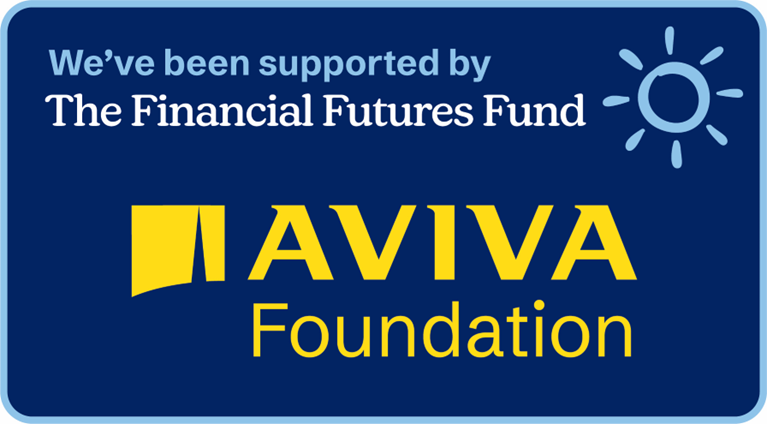 We've been supported by
The Financial Futures Fund
AVIVA
Foundation